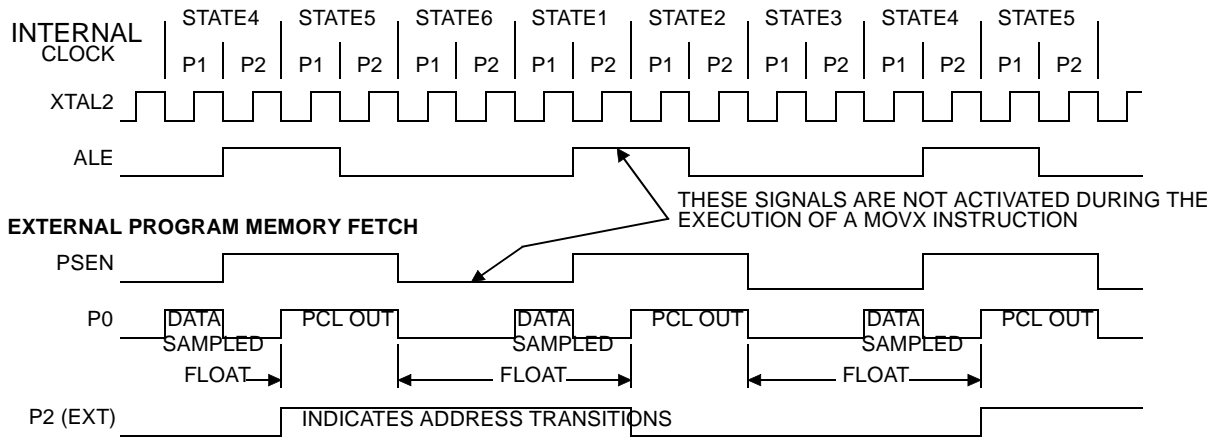 STATE4 STATE5 STATE6 STATE1 STATE2 STATE3 STATE4 STATE5
INTERNAL
CLOCK
P1 P2 P1 P2 P1 P2 P1 P2 P1 P2 P1 P2 P1 P2 P1 P2
XTAL2
ALE
THESE SIGNALS ARE NOT ACTIVATED DURING THE
EXECUTION OF A MOVX INSTRUCTION
EXTERNAL PROGRAM MEMORY FETCH
PSEN
P0 DATA PCL OUT DATA PCL OUT DATA PCL OUT
SAMPLED SAMPLED SAMPLED
FLOAT FLOAT FLOAT
P2 (EXT) INDICATES ADDRESS TRANSITIONS